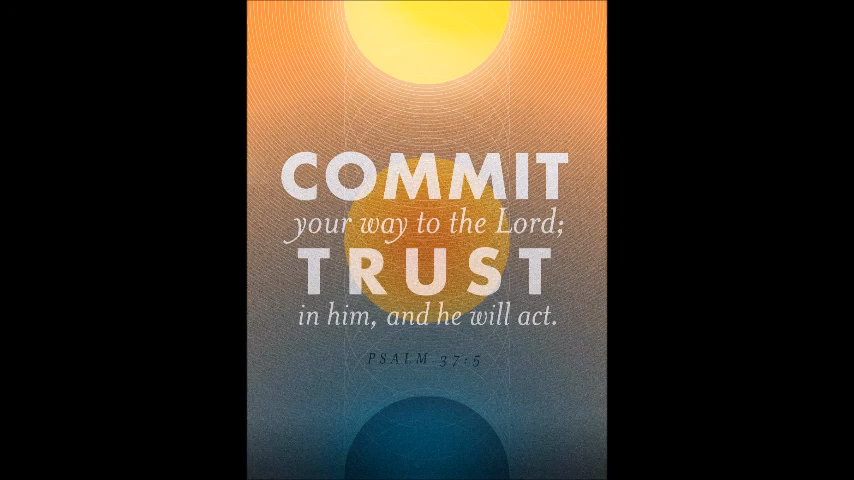 COMMIT
your way to the Lord;
TRUST
in him, and he will act.
PSALM 37:5